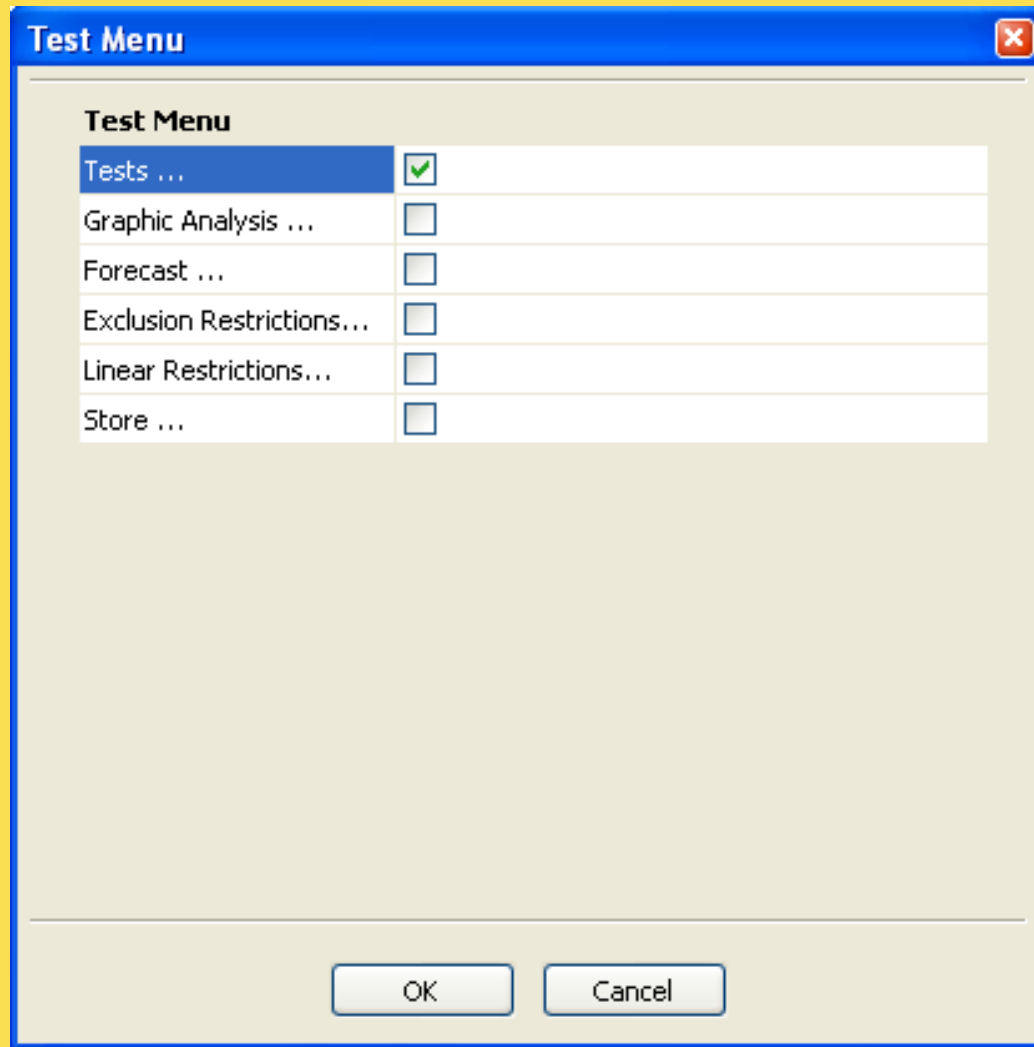 Test Menu
Test Menu
Tests ...
Graphic Analysis ...
Forecast ...
Exclusion Restrictions...
Linear Restrictions...
Store ...
OK Cancel